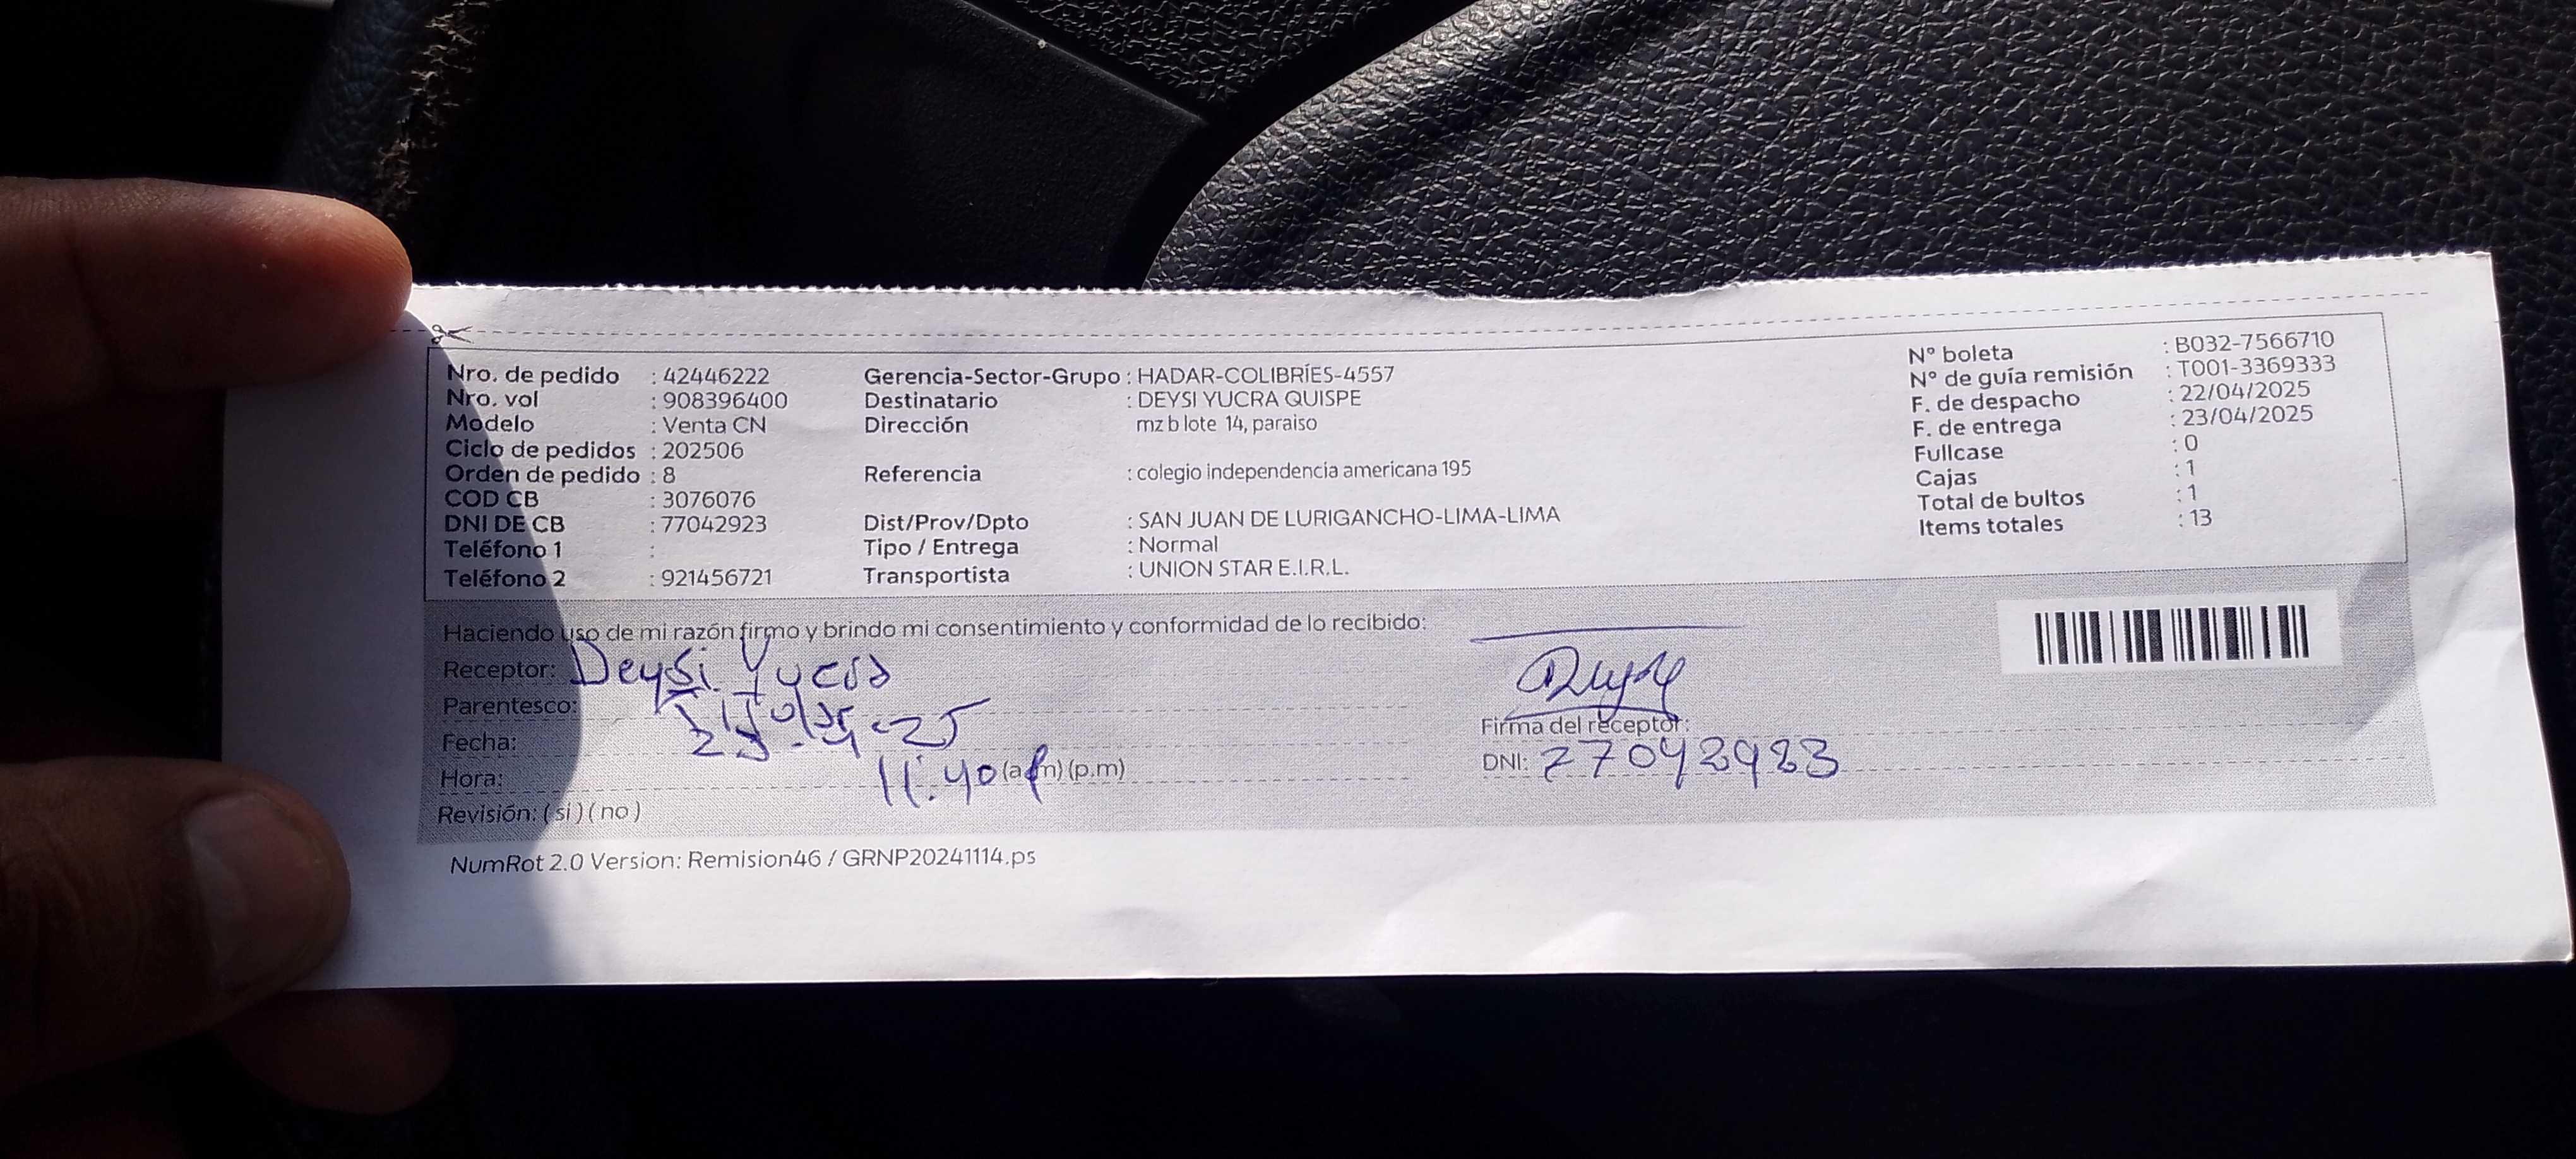 Nro. de pedido : 42446222
Nro. vol : 908396400
Modelo : Venta CN
Ciclo de pedidos : 202506
Orden de pedido : 8
COD CB : 3076076
DNI DE CB : 77042923
Teléfono 1 :
Teléfono 2 : 921456721
Gerencia-Sector-Grupo : HADAR-COLIBRÍES-4557
Destinatario : DEYSI YUCRA QUISPE
Dirección mz b lote 14, paraiso
Referencia : colegio independencia americana 195
Dist/Prov/Dpto : SAN JUAN DE LURIGANCHO-LIMA-LIMA
Tipo / Entrega : Normal
Transportista : UNION STAR E.I.R.L.
N° boleta : B032-7566710
N° de guía remisión : T001-3369333
F. de despacho : 22/04/2025
F. de entrega : 23/04/2025
Fullcase : 0
Cajas : 1
Total de bultos : 1
Items totales : 13
Haciendo uso de mi razón firmo y brindo mi consentimiento y conformidad de lo recibido:
Receptor: Deysi Yucra
Parentesco:
Fecha: 23-4-25
Hora: 11:40 (a.m) (p.m)
Revisión: ( si ) ( no )
Firma del receptor:
DNI: 77042923
NumRot 2.0 Version: Remision46 / GRNP20241114.ps